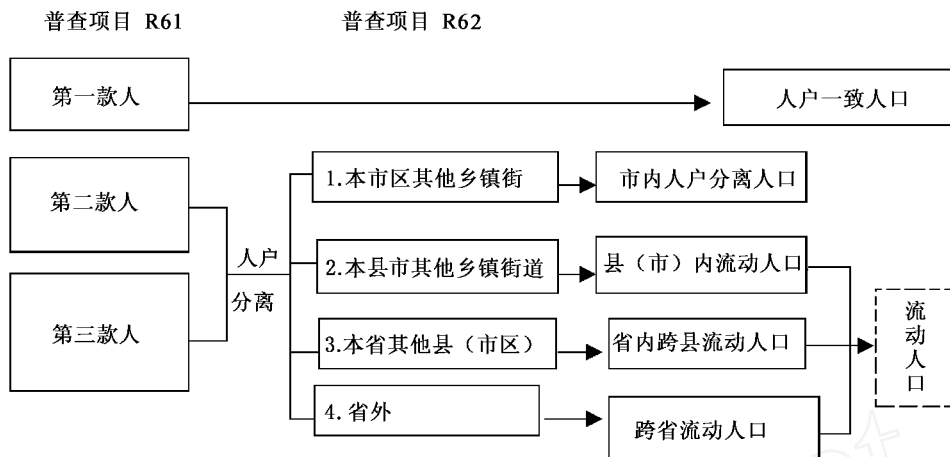 普查项目 R61
普查项目 R62
第一款人
人户一致人口
第二款人
第三款人
人户
分离
1.本市区其他乡镇街
市内人户分离人口
2.本县市其他乡镇街道
县（市）内流动人口
3.本省其他县（市区）
省内跨县流动人口
4.省外
跨省流动人口
流动人口